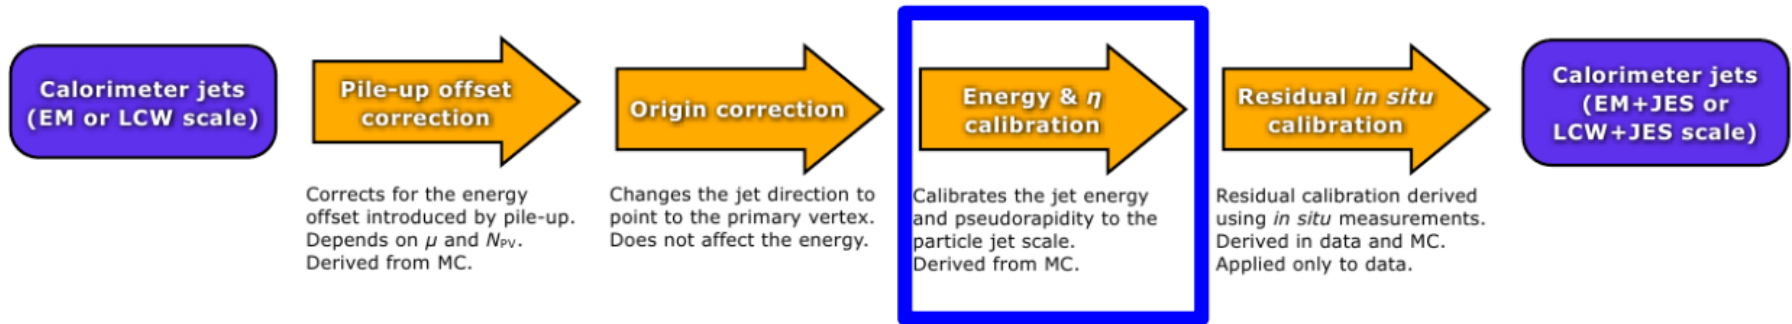 Calorimeter jets
(EM or LCW scale)
Pile-up offset
correction
Corrects for the energy
offset introduced by pile-up.
Depends on µ and NPV.
Derived from MC.
Origin correction
Changes the jet direction to
point to the primary vertex.
Does not affect the energy.
Energy & η
calibration
Calibrates the jet energy
and pseudorapidity to the
particle jet scale.
Derived from MC.
Residual in situ
calibration
Residual calibration derived
using in situ measurements.
Derived in data and MC.
Applied only to data.
Calorimeter jets
(EM+JES or
LCW+JES scale)